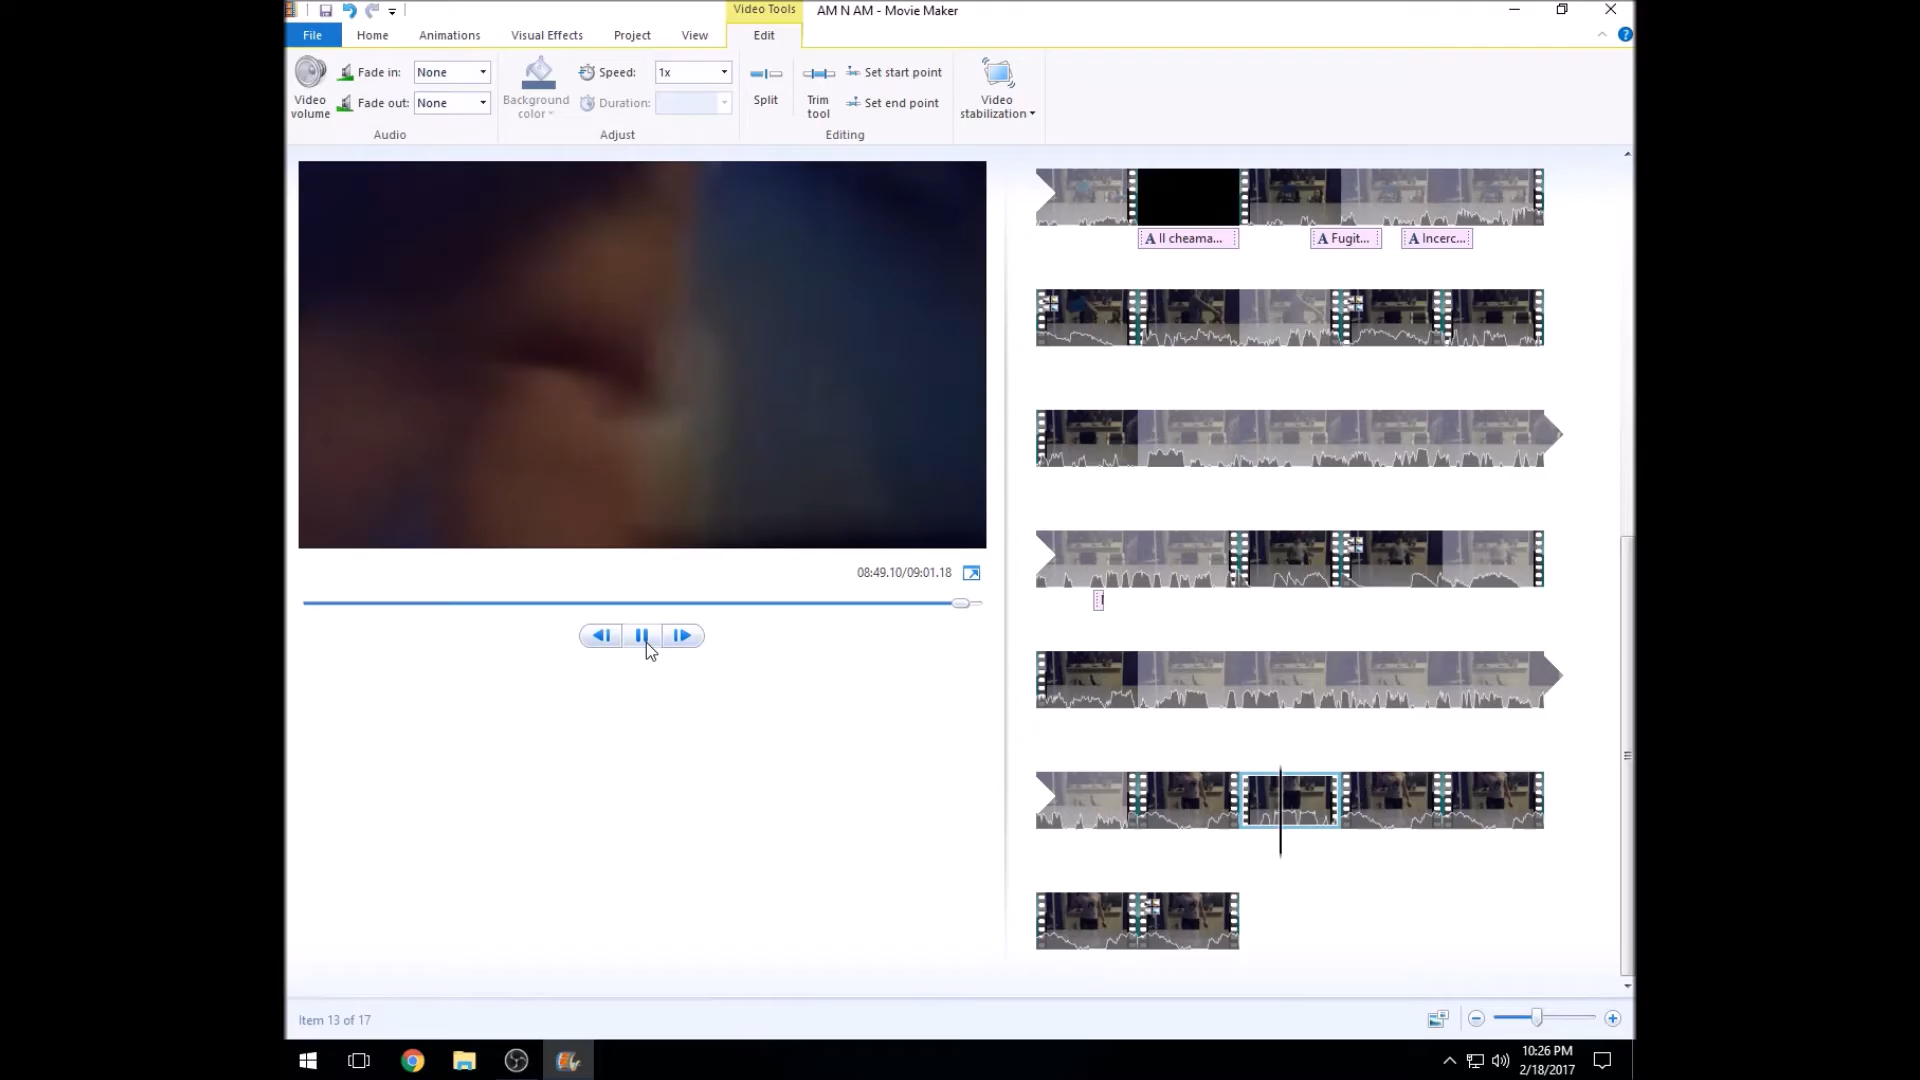 Video Tools
AM N AM - Movie Maker
File
Home
Animations
Visual Effects
Project
View
Edit
Video volume
Fade in:
None
Fade out:
None
Audio
Background color
Speed:
1x
Duration:
Adjust
Split
Trim tool
Set start point
Set end point
Editing
Video stabilization
A Il cheama...
A Fugit...
A Incerc...
08:49.10/09:01.18
Item 13 of 17
10:26 PM
2/18/2017